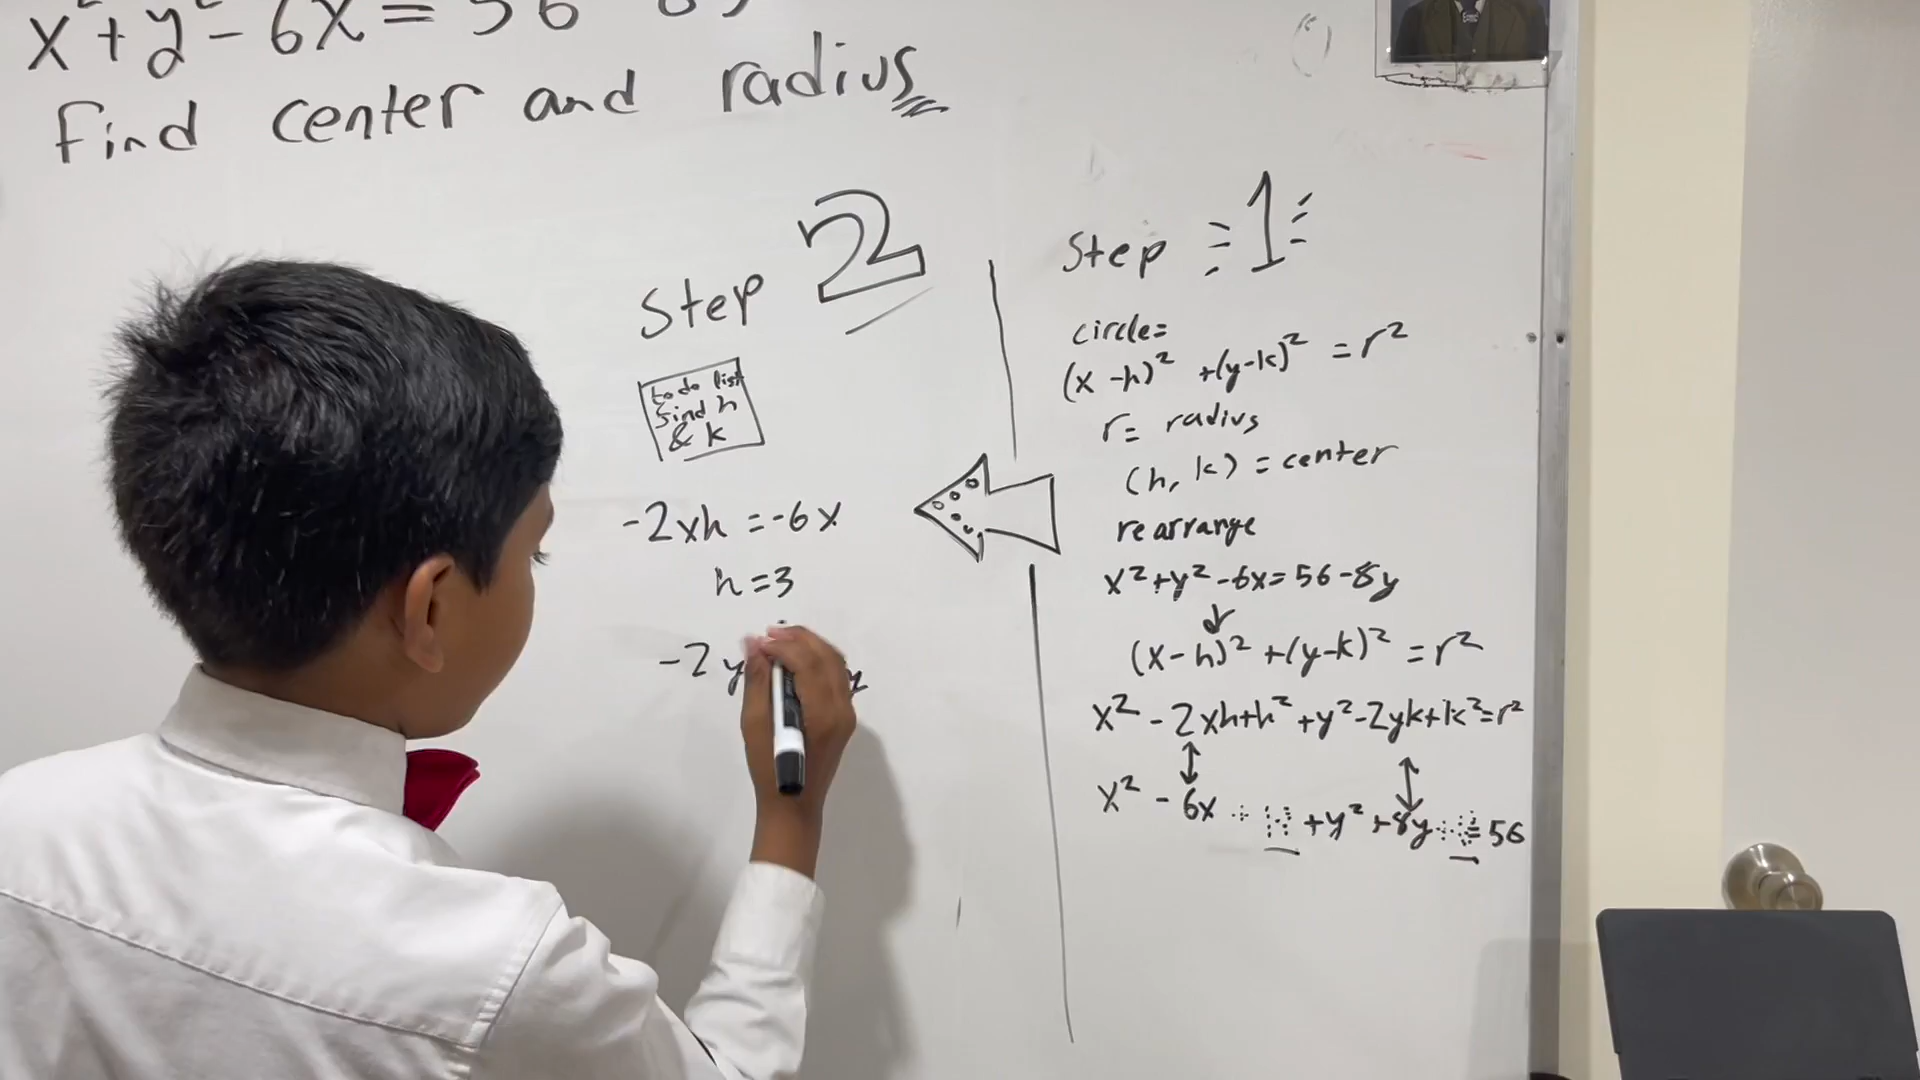 x²+y²-6x=56-8y
Find center and radius
Step 2
to do list
find h
& k
-2xh=-6x
h=3
-2y
Step 1
circle=
(x-h)²+(y-k)²=r²
r= radius
(h,k)=center
rearrange
x²+y²-6x=56-8y
(x-h)²+(y-k)²=r²
x²-2xh+h²+y²-2yk+k²=r²
x²-6x+ +y²+8y+ =56